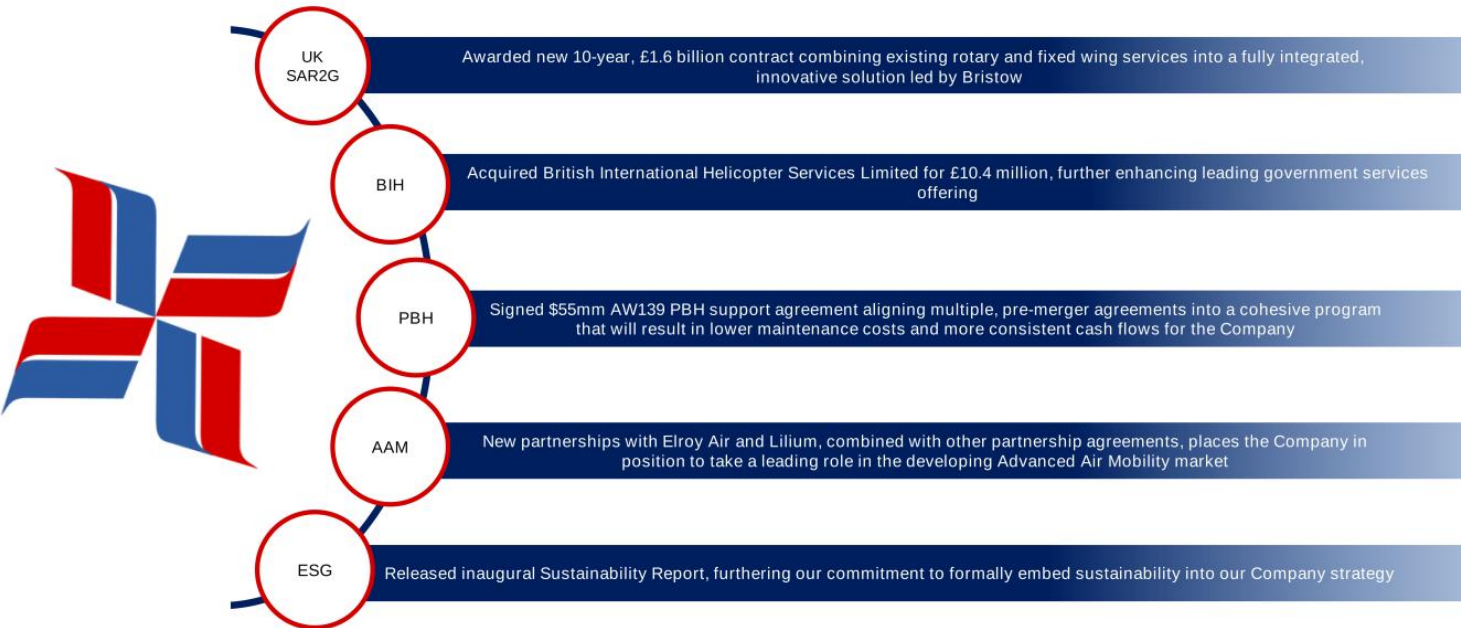 UK
SAR2G
Awarded new 10-year, £1.6 billion contract combining existing rotary and fixed wing services into a fully integrated,
innovative solution led by Bristow
BIH
Acquired British International Helicopter Services Limited for £10.4 million, further enhancing leading government services
offering
PBH
Signed $55mm AW139 PBH support agreement aligning multiple, pre-merger agreements into a cohesive program
that will result in lower maintenance costs and more consistent cash flows for the Company
AAM
New partnerships with Elroy Air and Lilium, combined with other partnership agreements, places the Company in
position to take a leading role in the developing Advanced Air Mobility market
ESG
Released inaugural Sustainability Report, furthering our commitment to formally embed sustainability into our Company strategy